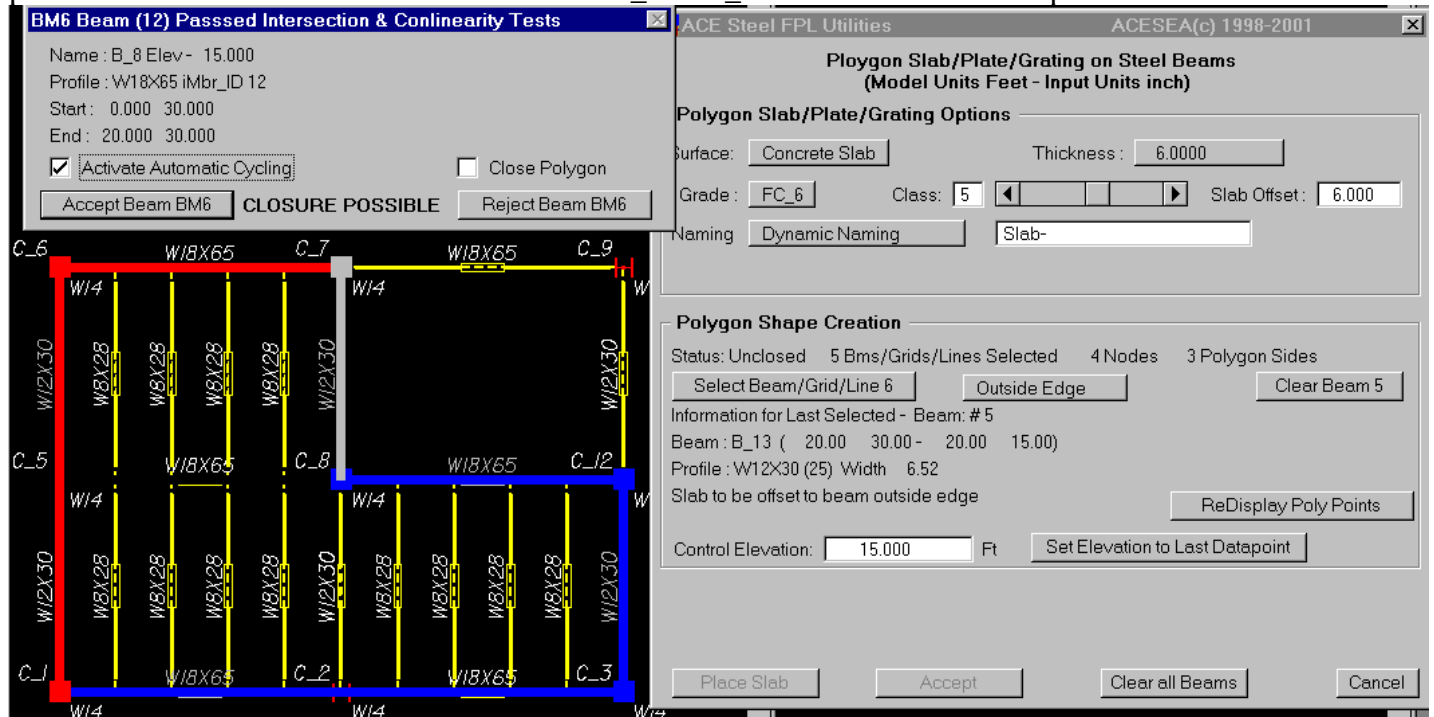 BM6 Beam (12) Passsed Intersection & Conlinearity Tests
Name : B_8 Elev - 15.000
Profile : W18X65 iMbr_ID 12
Start : 0.000 30.000
End : 20.000 30.000
Activate Automatic Cycling
Close Polygon
Accept Beam BM6 CLOSURE POSSIBLE Reject Beam BM6
C_6 W18X65 C_7 W18X65 C_9
W14 W14 W
W12X30 W8X28 W8X28 W8X28 W8X28 W12X30 W12X30
C_5 W18X65 C_8 W18X65 C_12
W14 W14 W
W12X30 W8X28 W8X28 W8X28 W8X28 W12X30 W8X28 W8X28 W8X28 W12X30
C_1 W18X65 C_2 W18X65 C_3
W14 W14 W14
ACE Steel FPL Utilities ACESEA(c) 1998-2001
Ploygon Slab/Plate/Grating on Steel Beams
(Model Units Feet - Input Units inch)
Polygon Slab/Plate/Grating Options
Surface: Concrete Slab Thickness : 6.0000
Grade : FC_6 Class: 5 Slab Offset : 6.000
Naming Dynamic Naming Slab-
Polygon Shape Creation
Status: Unclosed 5 Bms/Grids/Lines Selected 4 Nodes 3 Polygon Sides
Select Beam/Grid/Line 6 Outside Edge Clear Beam 5
Information for Last Selected - Beam: # 5
Beam : B_13 ( 20.00 30.00 - 20.00 15.00)
Profile : W12X30 (25) Width 6.52
Slab to be offset to beam outside edge
ReDisplay Poly Points
Control Elevation: 15.000 Ft Set Elevation to Last Datapoint
Place Slab Accept Clear all Beams Cancel